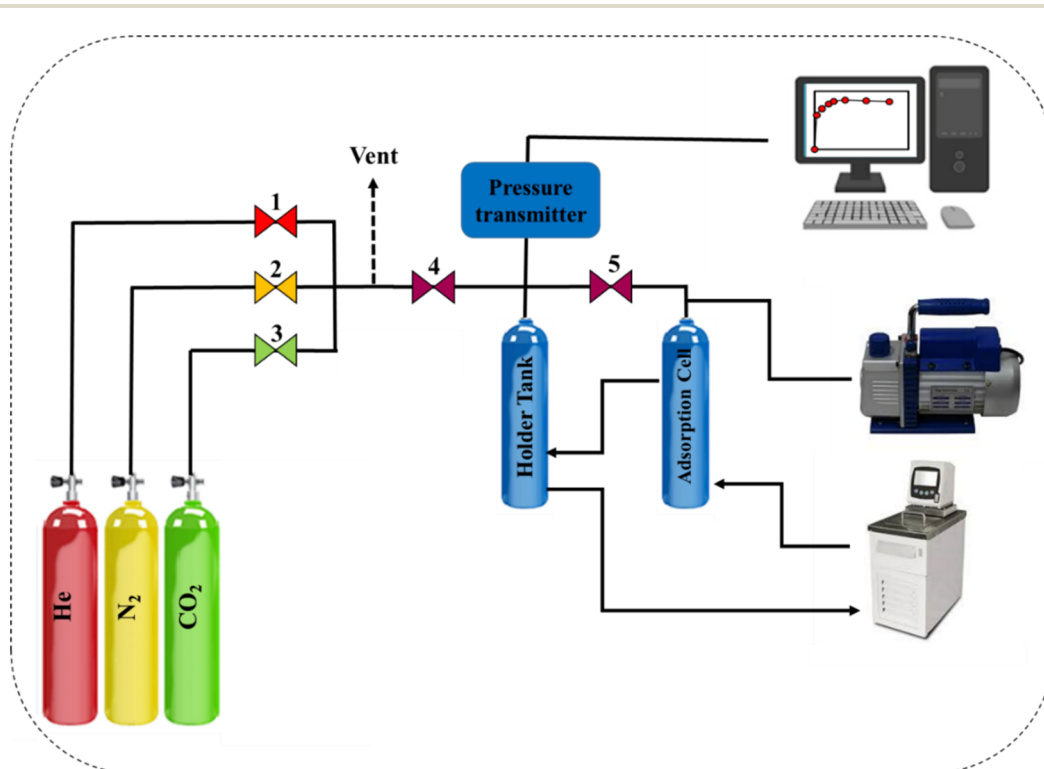 1
Vent
Pressure
transmitter
2
4
5
3
Holder Tank
Adsorption Cell
He
N₂
CO₂